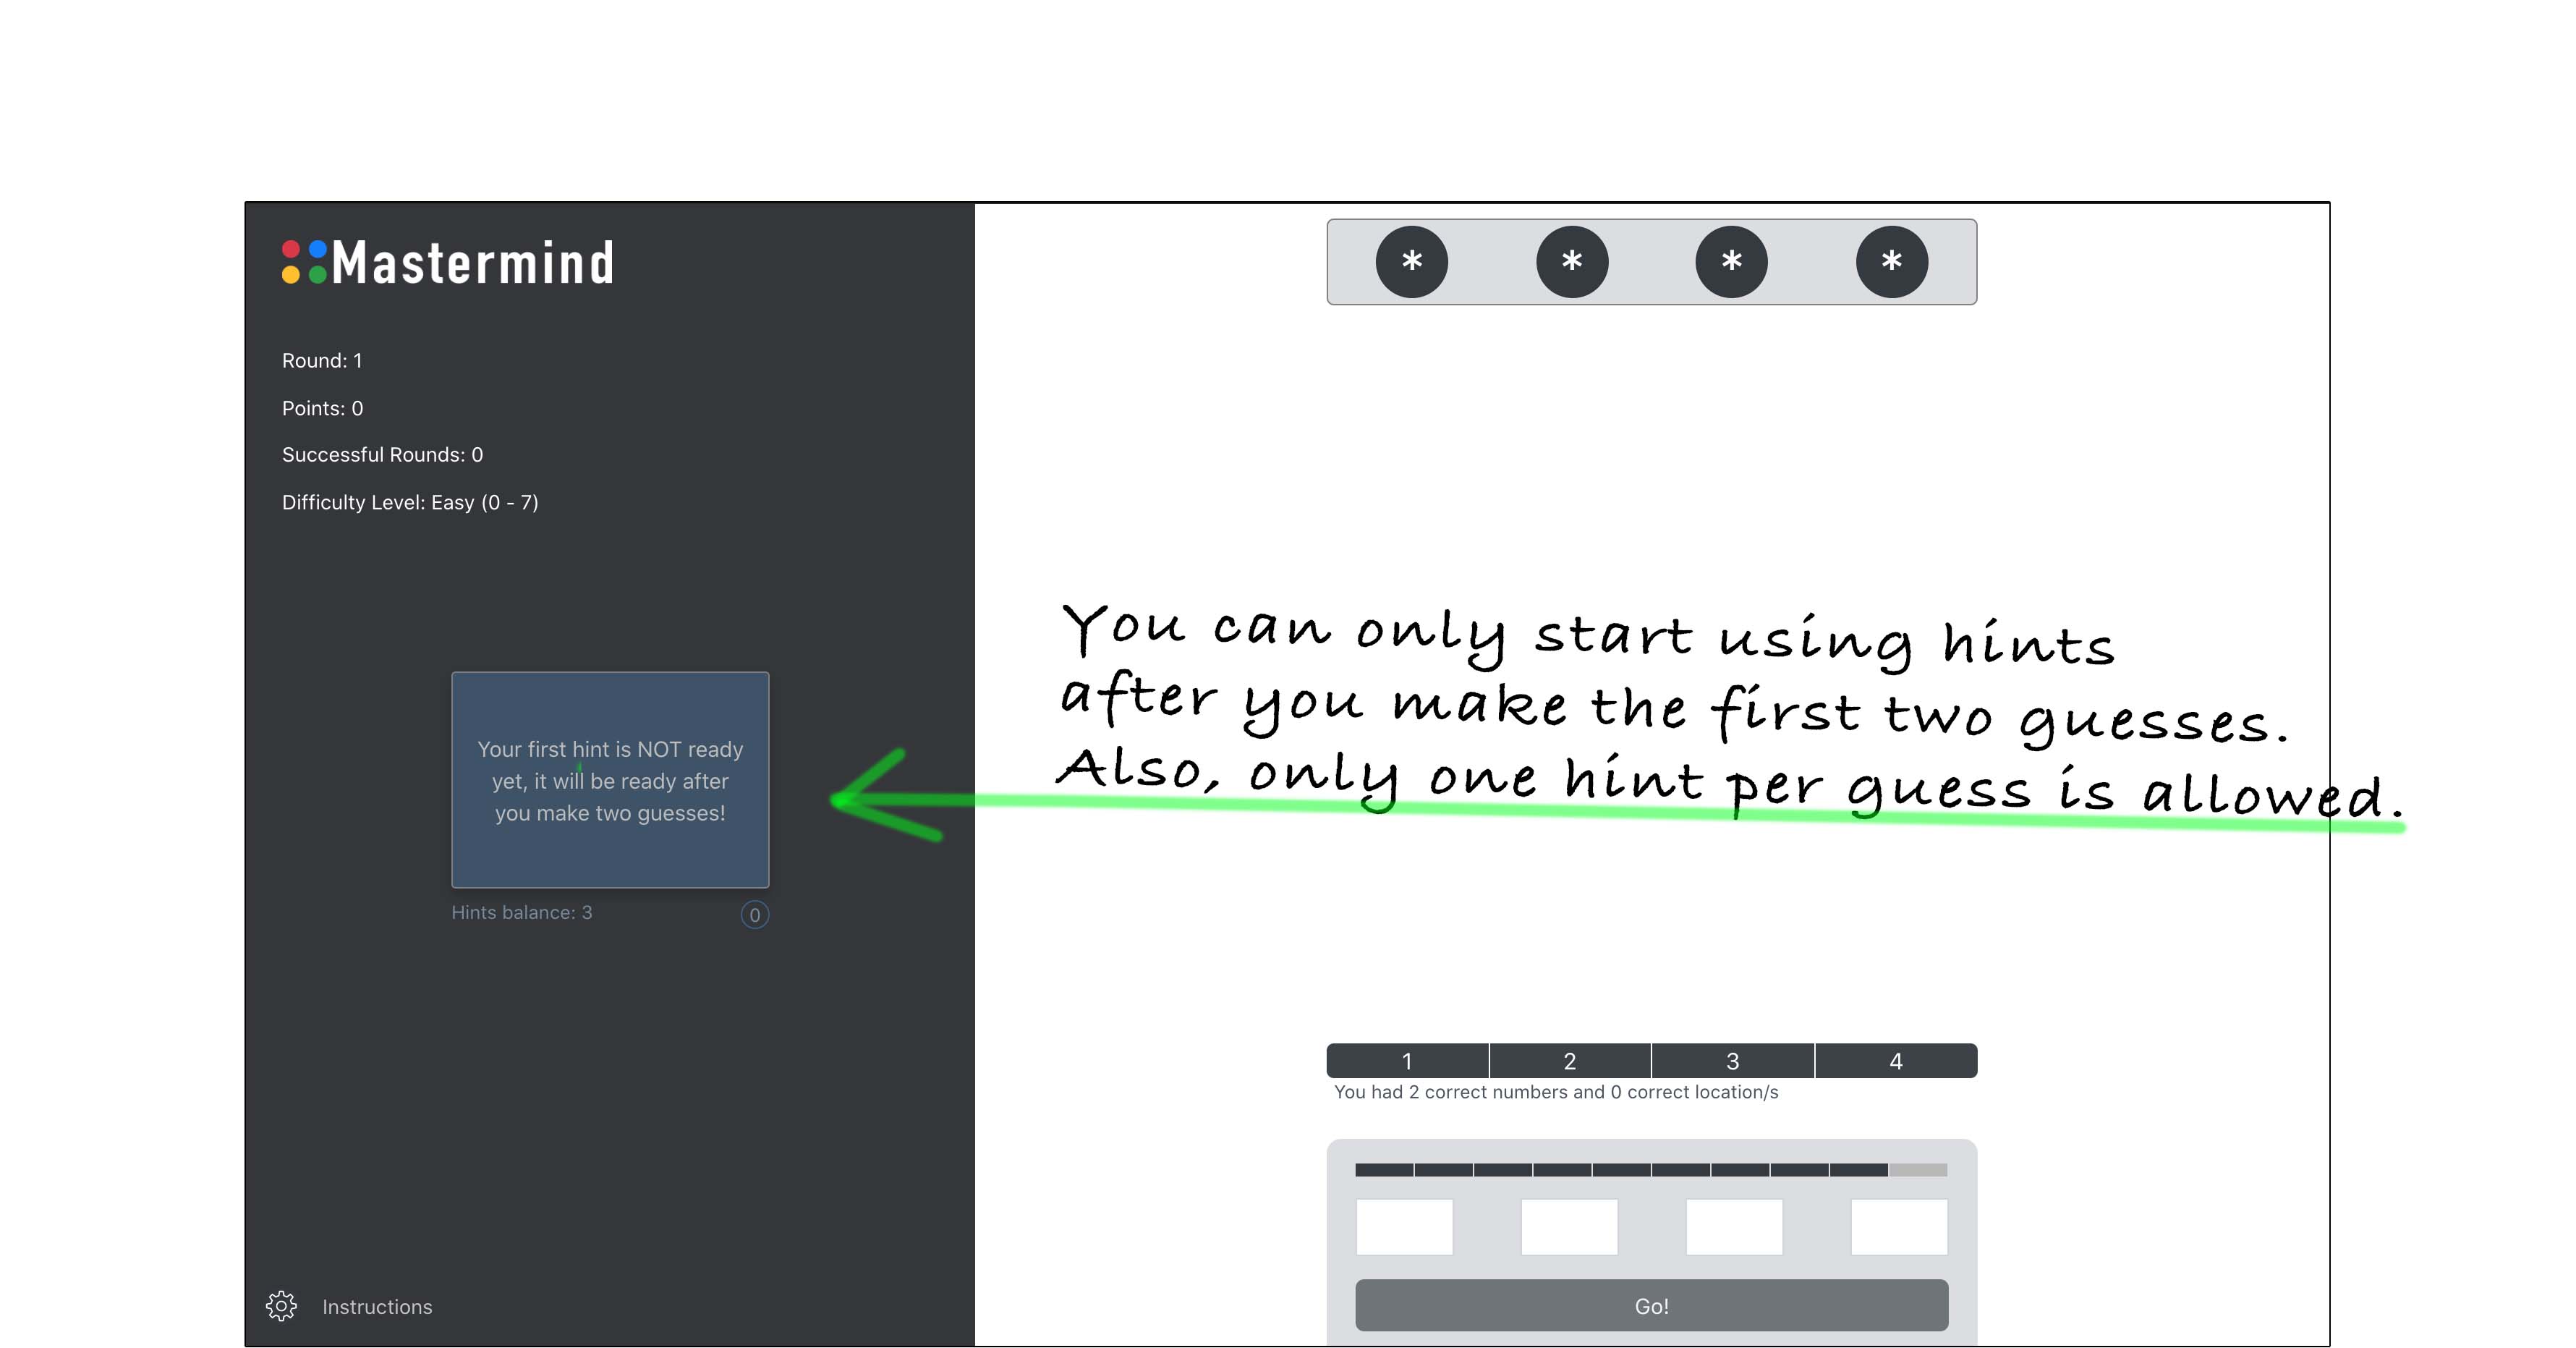 Mastermind
* * * *
Round: 1
Points: 0
Successful Rounds: 0
Difficulty Level: Easy (0 - 7)
You can only start using hints
after you make the first two guesses.
Also, only one hint per guess is allowed.
Your first hint is NOT ready
yet, it will be ready after
you make two guesses!
Hints balance: 3
0
1 2 3 4
You had 2 correct numbers and 0 correct location/s
Go!
Instructions